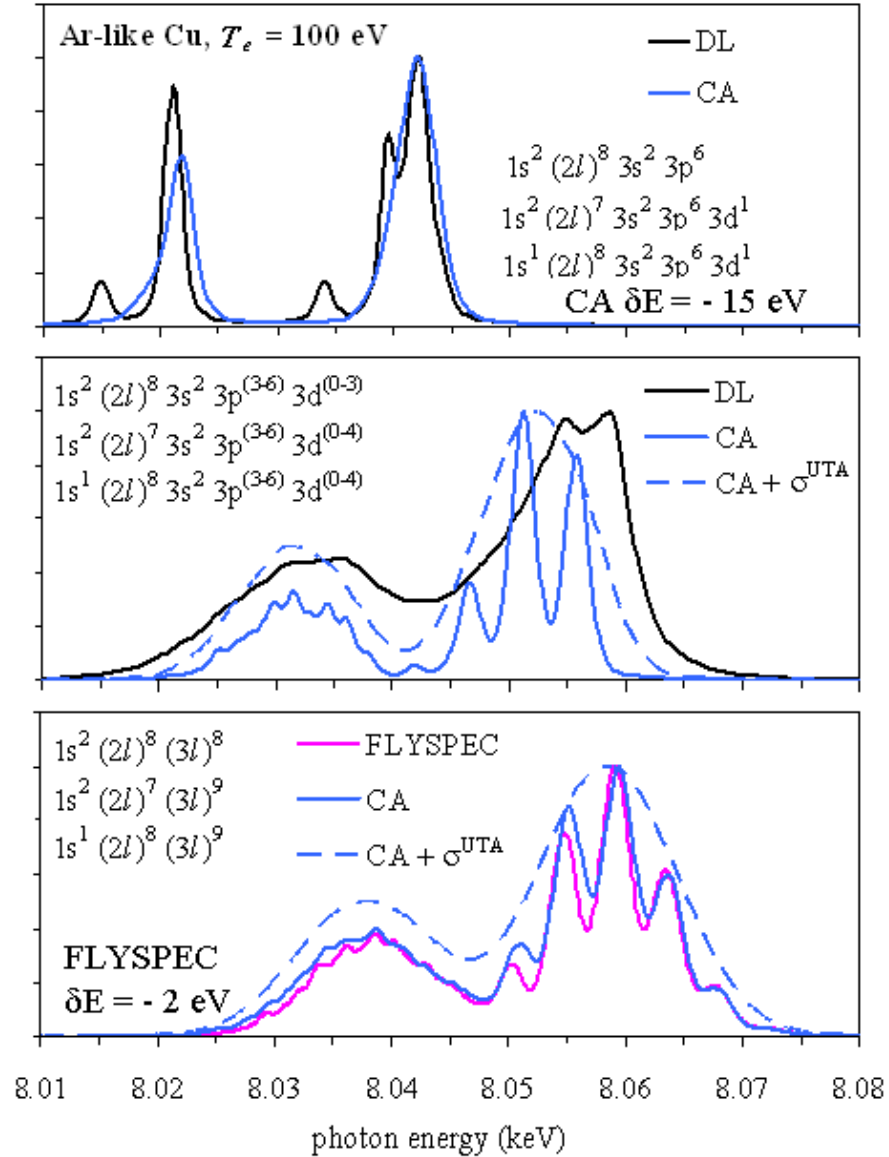 Ar-like Cu, Tₑ = 100 eV
DL
CA
1s² (2l)⁸ 3s² 3p⁶
1s² (2l)⁷ 3s² 3p⁶ 3d¹
1s¹ (2l)⁸ 3s² 3p⁶ 3d¹
CA δE = - 15 eV
1s² (2l)⁸ 3s² 3p⁽³⁻⁶⁾ 3d⁽⁰⁻³⁾
1s² (2l)⁷ 3s² 3p⁽³⁻⁶⁾ 3d⁽⁰⁻⁴⁾
1s¹ (2l)⁸ 3s² 3p⁽³⁻⁶⁾ 3d⁽⁰⁻⁴⁾
DL
CA
CA + σ^UTA
1s² (2l)⁸ (3l)⁸
1s² (2l)⁷ (3l)⁹
1s¹ (2l)⁸ (3l)⁹
FLYSPEC
CA
CA + σ^UTA
FLYSPEC
δE = - 2 eV
8.01 8.02 8.03 8.04 8.05 8.06 8.07 8.08
photon energy (keV)